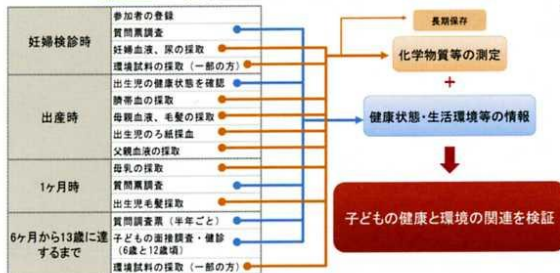 妊婦検診時
参加者の登録
質問票調査
妊婦血液、尿の採取
環境試料の採取（一部の方）
出産時
出生児の健康状態を確認
臍帯血の採取
母親血液、毛髪の採取
出生児のろ紙採血
父親血液の採取
1ヶ月時
母乳の採取
質問票調査
出生児毛髪採取
6ヶ月から13歳に達
するまで
質問調査票（半年ごと）
子どもの面接調査・健診
（6歳と12歳頃）
環境試料の採取（一部の方）
長期保存
化学物質等の測定
+
健康状態・生活環境等の情報
子どもの健康と環境の関連を検証